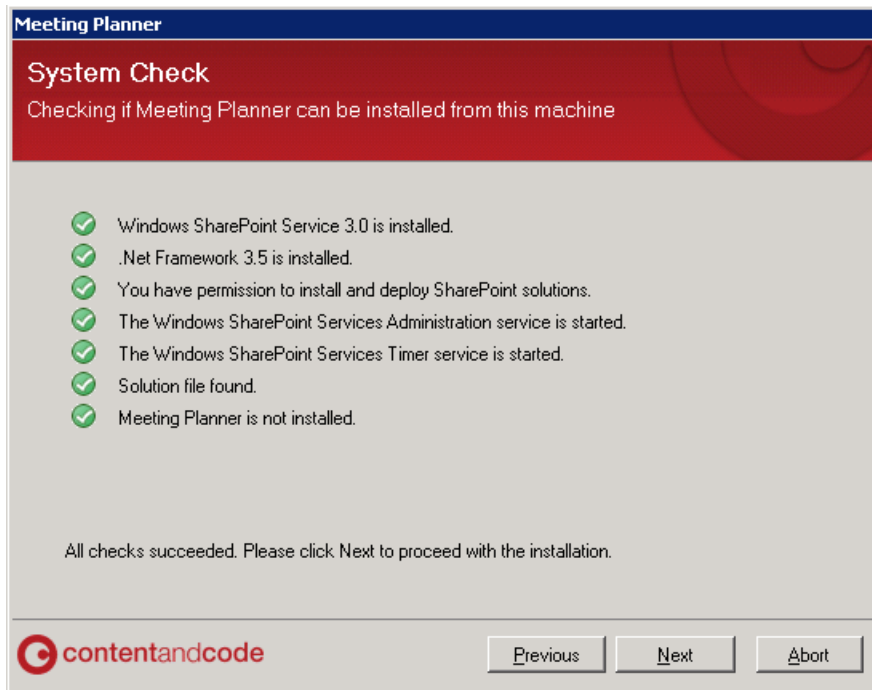 Meeting Planner
System Check
Checking if Meeting Planner can be installed from this machine
Windows SharePoint Service 3.0 is installed.
.Net Framework 3.5 is installed.
You have permission to install and deploy SharePoint solutions.
The Windows SharePoint Services Administration service is started.
The Windows SharePoint Services Timer service is started.
Solution file found.
Meeting Planner is not installed.
All checks succeeded. Please click Next to proceed with the installation.
contentandcode Previous Next Abort